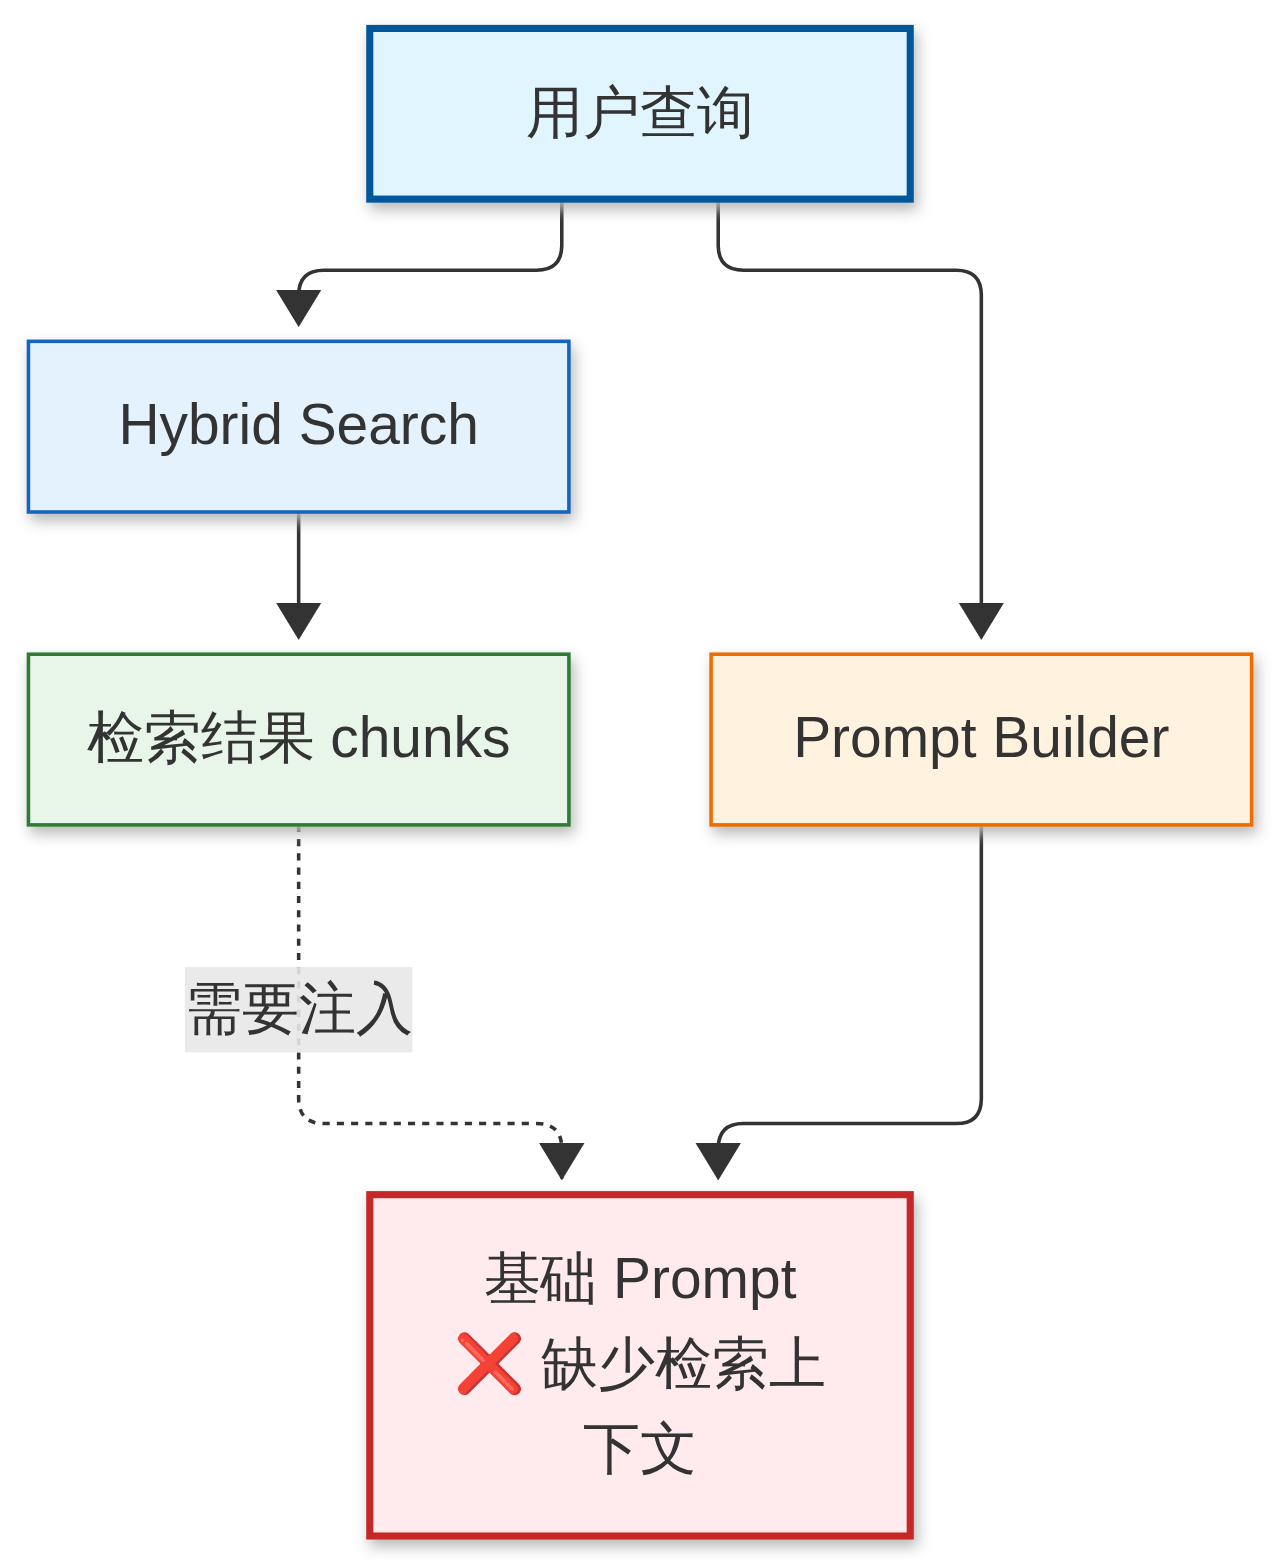 用户查询
Hybrid Search
检索结果 chunks
Prompt Builder
需要注入
基础 Prompt
❌ 缺少检索上
下文